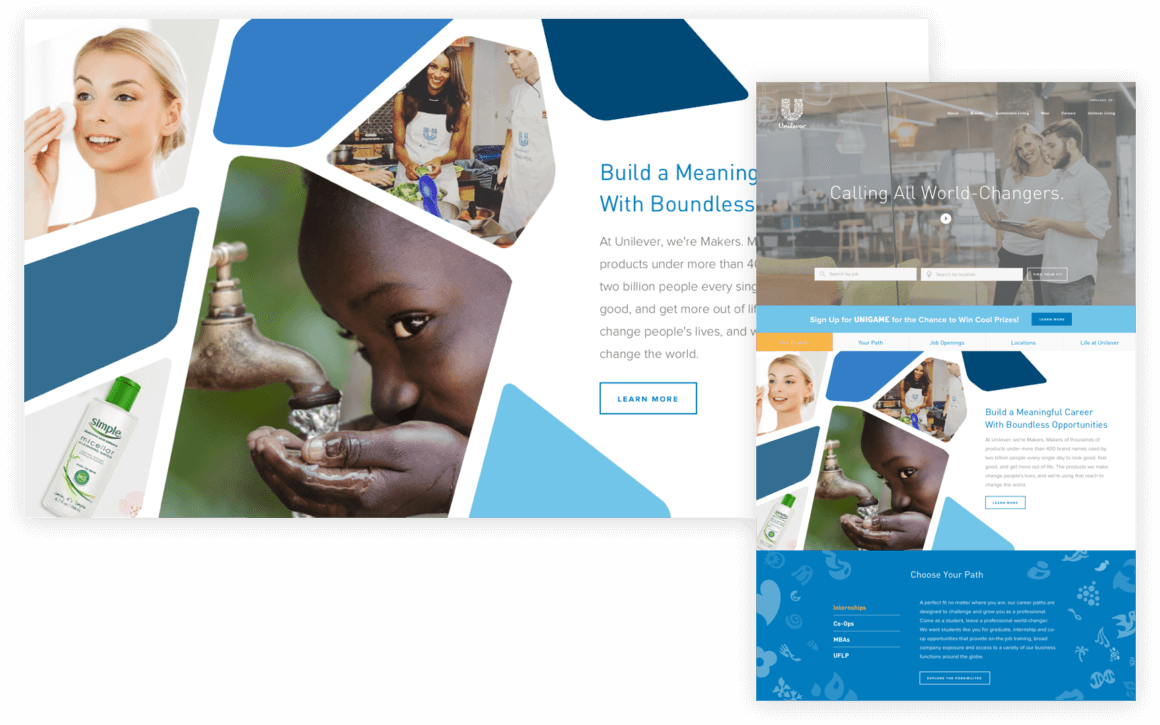 simple
micellar
Build a Meaning
With Boundless
At Unilever, we're Makers. M
products under more than 40
two billion people every sing
good, and get more out of lif
change people's lives, and w
change the world.
LEARN MORE
Unilever
LANGUAGE
About
Brands
Sustainable Living
New
Careers
Unilever Living
Calling All World-Changers.
Search by job
Search by location
FIND YOUR FIT
Sign Up for UNIGAME for the Chance to Win Cool Prizes!
LEARN MORE
Your Path
Job Openings
Locations
Life at Unilever
Build a Meaningful Career
With Boundless Opportunities
At Unilever, we're Makers. Makers of thousands of
products under more than 400 brand names used by
two billion people every single day to look good, feel
good, and get more out of life. The products we make
change people's lives, and we're using that reach to
change the world.
LEARN MORE
simple
Choose Your Path
Internships
Co-Ops
MBAs
UFLP
A perfect fit no matter where you are, our career paths are
designed to challenge and grow you as a professional.
Come as a student, leave a professional world-changer.
We want students like you for graduate, internship and co-
op opportunities that provide on-the-job training, broad
company exposure and access to a variety of our business
functions around the globe.
EXPLORE THE POSSIBILITES